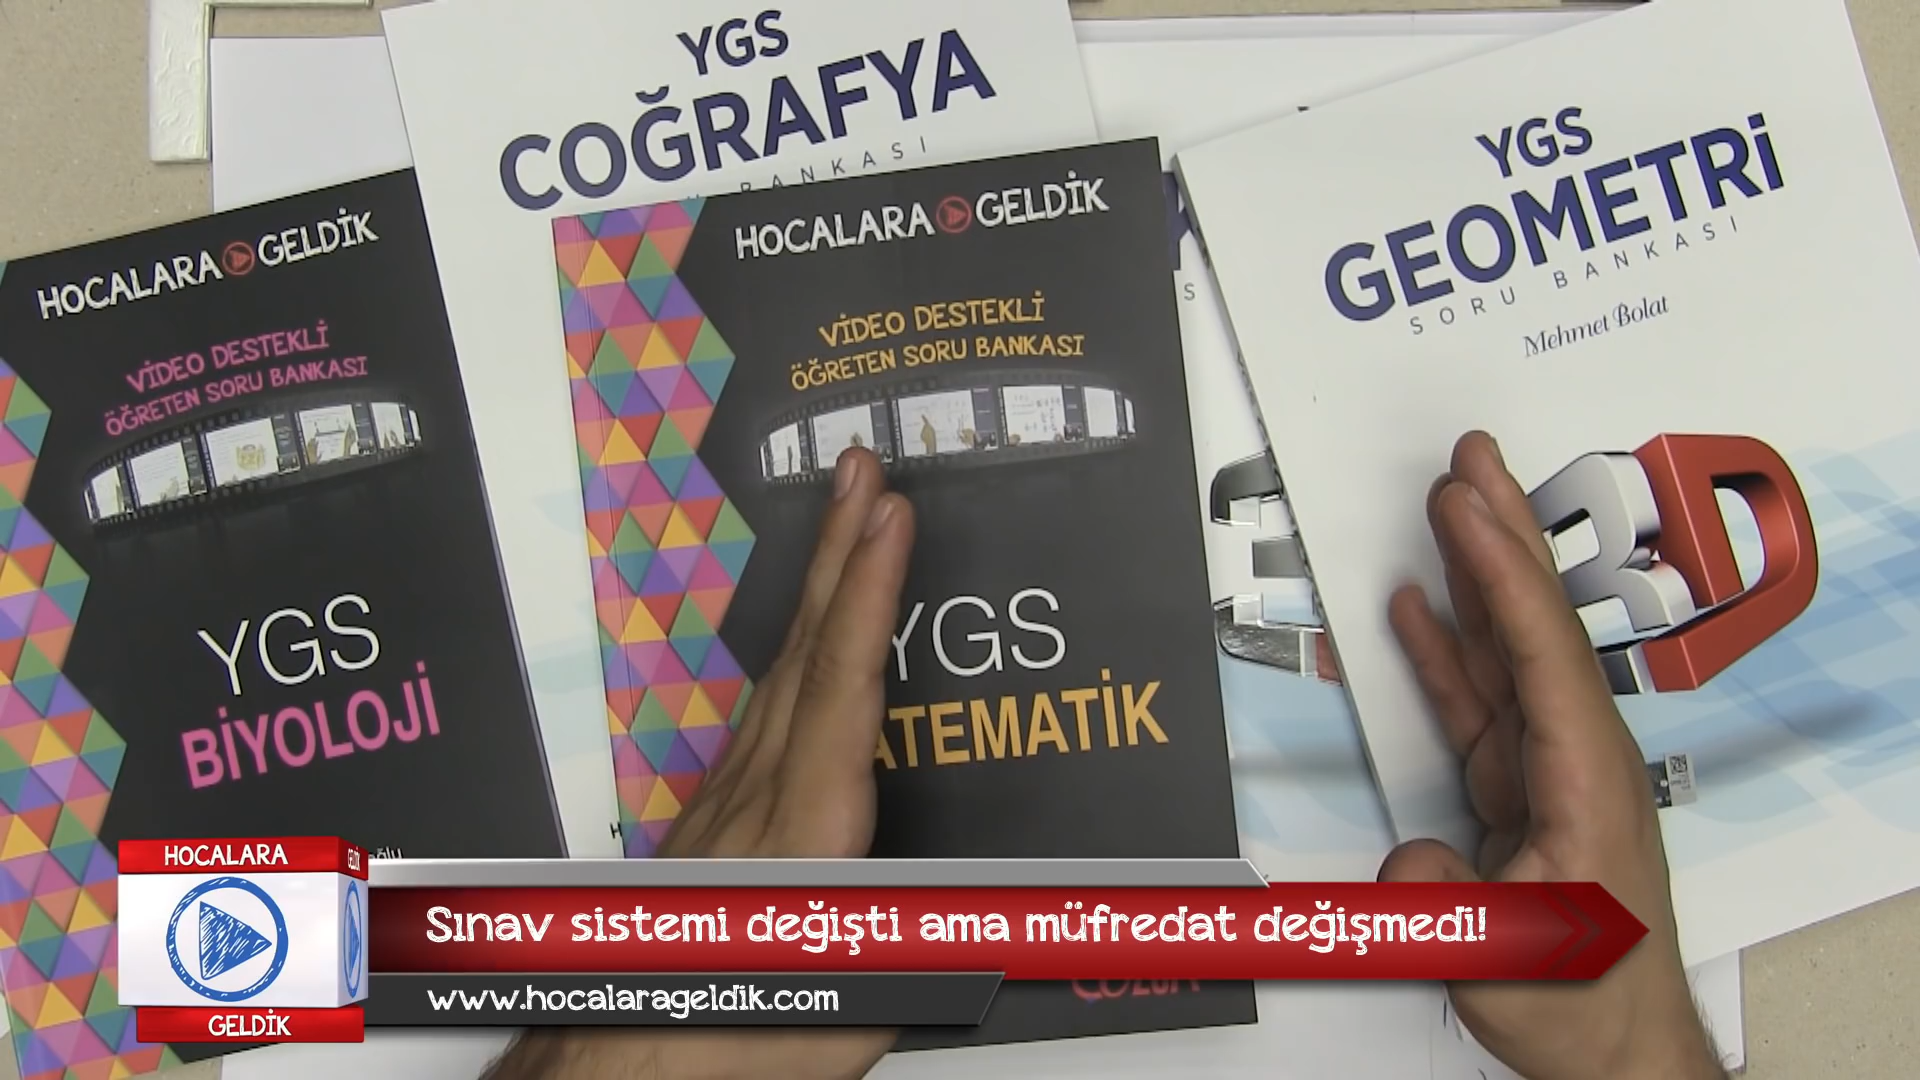 YGS
COĞRAFYA
BANKASI
HOCALARA GELDİK
VİDEO DESTEKLİ
ÖĞRETEN SORU BANKASI
YGS
BİYOLOJİ
HOCALARA GELDİK
VİDEO DESTEKLİ
ÖĞRETEN SORU BANKASI
YGS
ATEMATİK
YGS
GEOMETRİ
SORU BANKASI
Mehmet Bolat
RD
HOCALARA
GELDİK
GELDİK
Sınav sistemi değişti ama müfredat değişmedi!
www.hocalarageldik.com